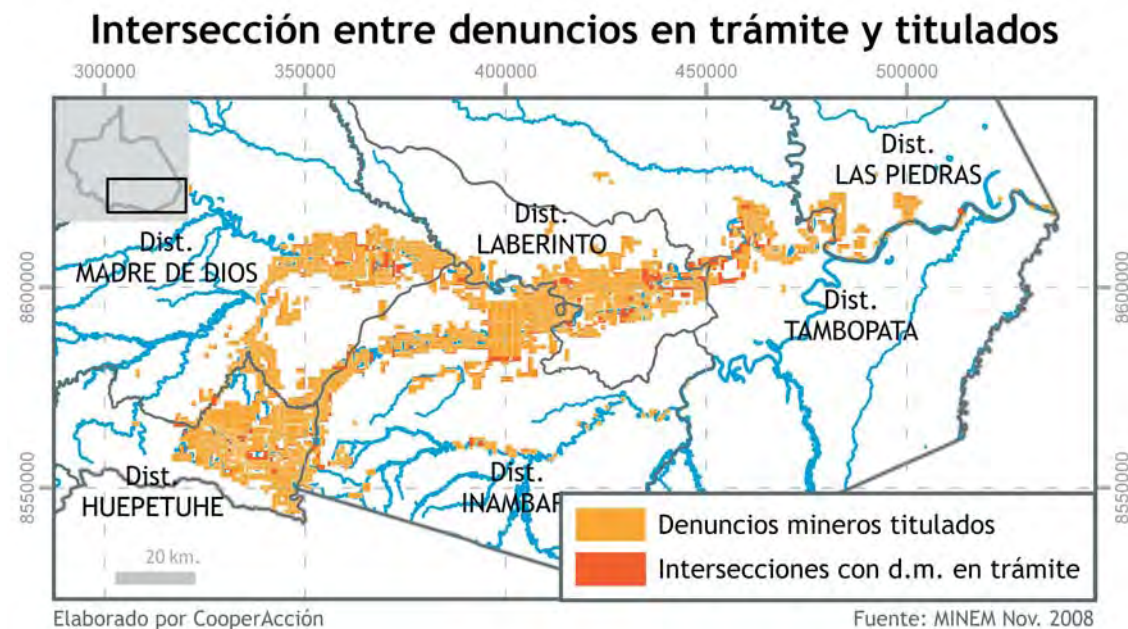 Intersección entre denuncios en trámite y titulados
300000 350000 400000 450000 500000
Dist.
LAS PIEDRAS
Dist.
LABERINTO
Dist.
MADRE DE DIOS
8600000
8600000
Dist.
TAMBOPATA
8550000
8550000
Dist.
HUEPETUHE
Dist.
INAMBAR
Denuncios mineros titulados
Intersecciones con d.m. en trámite
20 km.
Elaborado por CooperAcción
Fuente: MINEM Nov. 2008